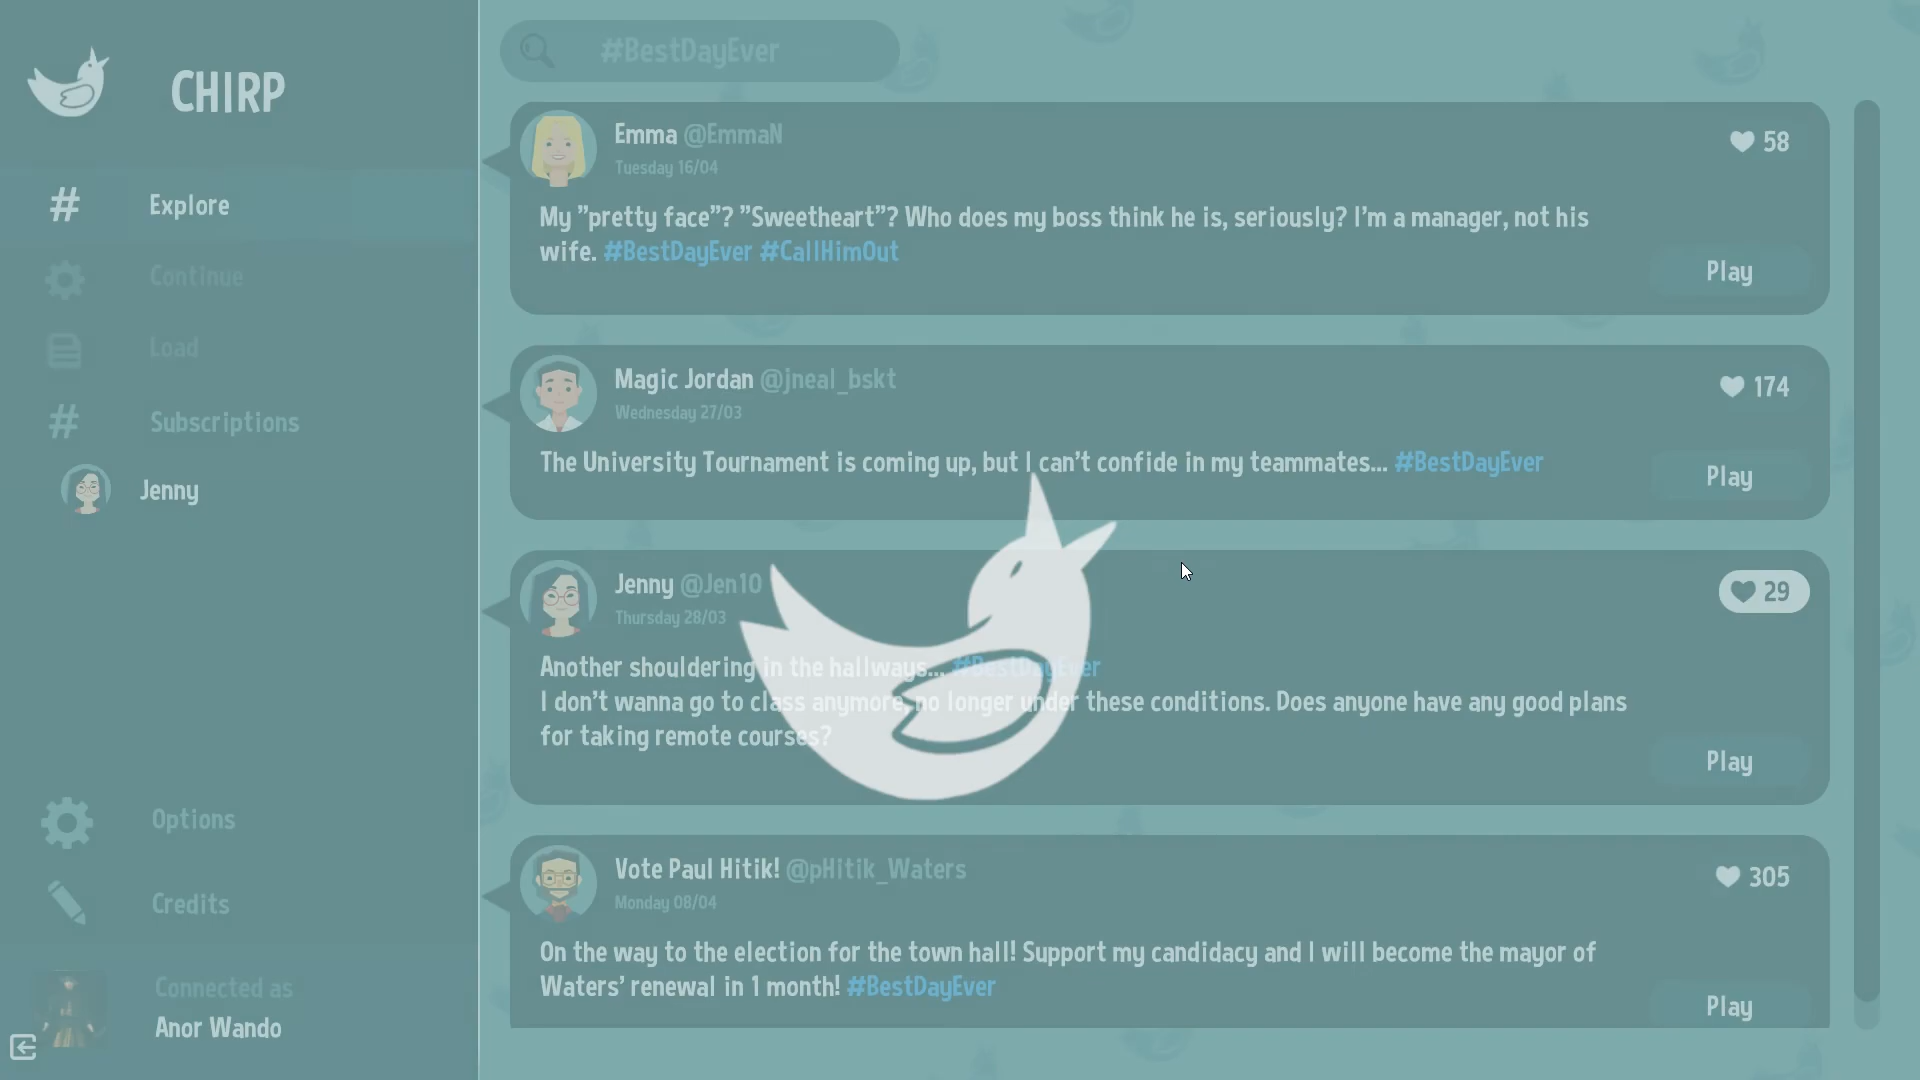 CHIRP
Explore
Continue
Load
Subscriptions
Jenny
Options
Credits
Connected as
Anor Wando
#BestDayEver
Emma @EmmaN
Tuesday 16/04
58
My "pretty face"? "Sweetheart"? Who does my boss think he is, seriously? I'm a manager, not his
wife. #BestDayEver #CallHimOut
Play
Magic Jordan @jneal_bskt
Wednesday 27/03
174
The University Tournament is coming up, but I can't confide in my teammates... #BestDayEver
Play
Jenny @Jen10
Thursday 28/03
29
Another shouldering in the hallways... #BestDayEver
I don't wanna go to class anymore, no longer under these conditions. Does anyone have any good plans
for taking remote courses?
Play
Vote Paul Hitik! @pHitik_Waters
Monday 08/04
305
On the way to the election for the town hall! Support my candidacy and I will become the mayor of
Waters' renewal in 1 month! #BestDayEver
Play